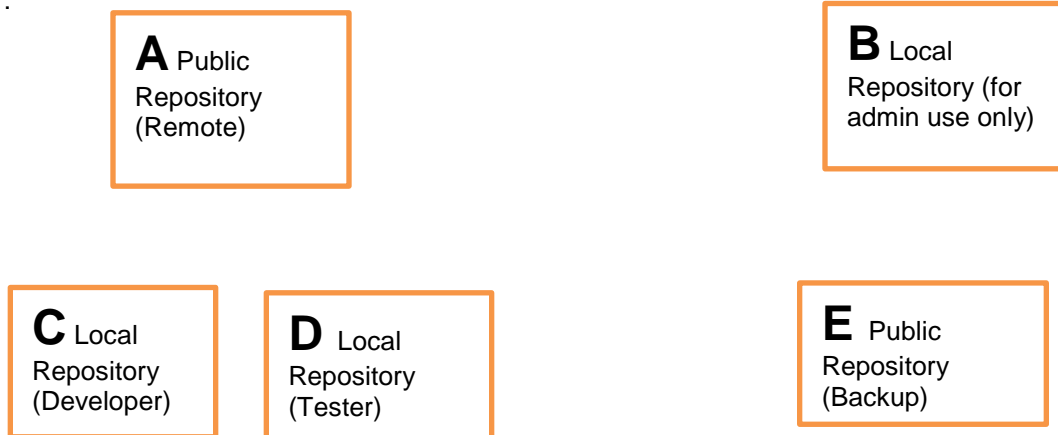 .
A Public
Repository
(Remote)
B Local
Repository (for
admin use only)
C Local
Repository
(Developer)
D Local
Repository
(Tester)
E Public
Repository
(Backup)